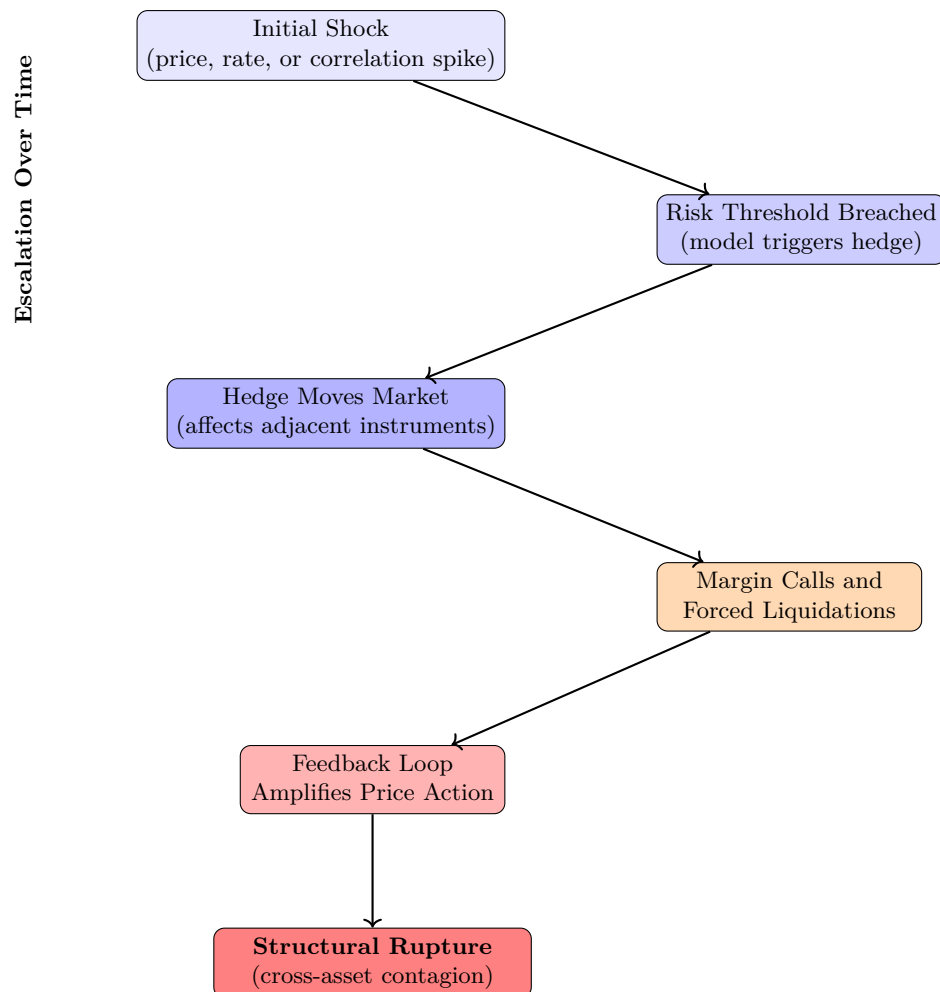 Initial Shock
(price, rate, or correlation spike)
Escalation Over Time
Risk Threshold Breached
(model triggers hedge)
Hedge Moves Market
(affects adjacent instruments)
Margin Calls and
Forced Liquidations
Feedback Loop
Amplifies Price Action
Structural Rupture
(cross-asset contagion)